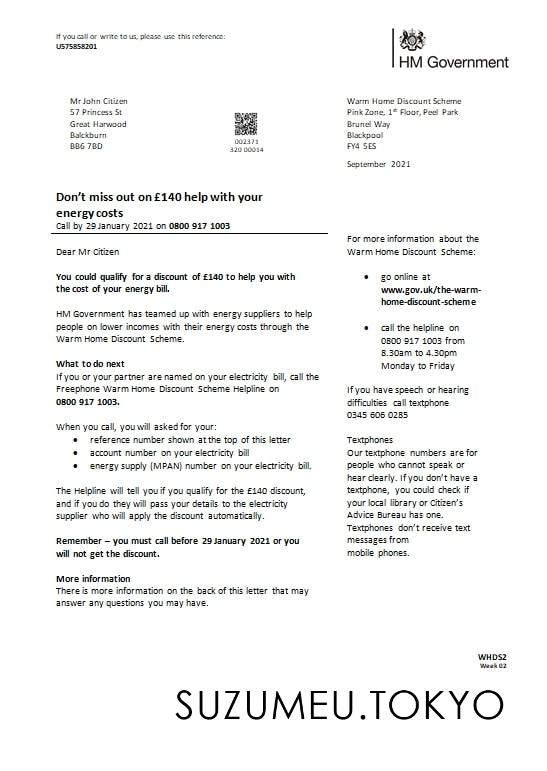 If you call or write to us, please use this reference:
U575858201
HM Government
Mr John Citizen
57 Princess St
Great Harwood
Balckburn
BB6 7BD
002371
320 00014
Warm Home Discount Scheme
Pink Zone, 1st Floor, Peel Park
Brunel Way
Blackpool
FY4 5ES
September 2021
Don't miss out on £140 help with your
energy costs
Call by 29 January 2021 on 0800 917 1003
Dear Mr Citizen
You could qualify for a discount of £140 to help you with
the cost of your energy bill.
HM Government has teamed up with energy suppliers to help
people on lower incomes with their energy costs through the
Warm Home Discount Scheme.
What to do next
If you or your partner are named on your electricity bill, call the
Freephone Warm Home Discount Scheme Helpline on
0800 917 1003.
When you call, you will asked for your:
• reference number shown at the top of this letter
• account number on your electricity bill
• energy supply (MPAN) number on your electricity bill.
The Helpline will tell you if you qualify for the £140 discount,
and if you do they will pass your details to the electricity
supplier who will apply the discount automatically.
Remember – you must call before 29 January 2021 or you
will not get the discount.
More information
There is more information on the back of this letter that may
answer any questions you may have.
For more information about the
Warm Home Discount Scheme:
• go online at
www.gov.uk/the-warm-
home-discount-scheme
• call the helpline on
0800 917 1003 from
8.30am to 4.30pm
Monday to Friday
If you have speech or hearing
difficulties call textphone
0345 606 0285
Textphones
Our textphone numbers are for
people who cannot speak or
hear clearly. If you don't have a
textphone, you could check if
your local library or Citizen's
Advice Bureau has one.
Textphones don't receive text
messages from
mobile phones.
WHDS2
Week 02
SUZUMEU.TOKYO